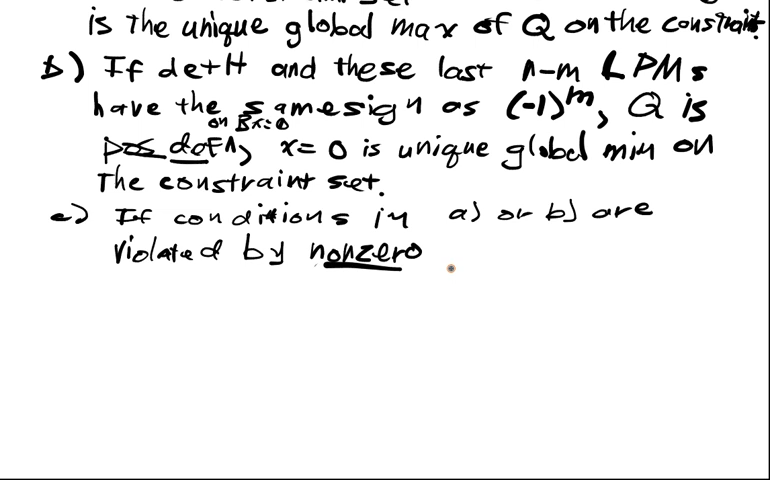 is the unique global max of Q on the constraint
b) If det H and these last n-m LPMs
have the same sign as (-1)^m, Q is
on Bx=0
pos def ^, x=0 is unique global min on
the constraint set.
c) If conditions in a) or b) are
violated by nonzero